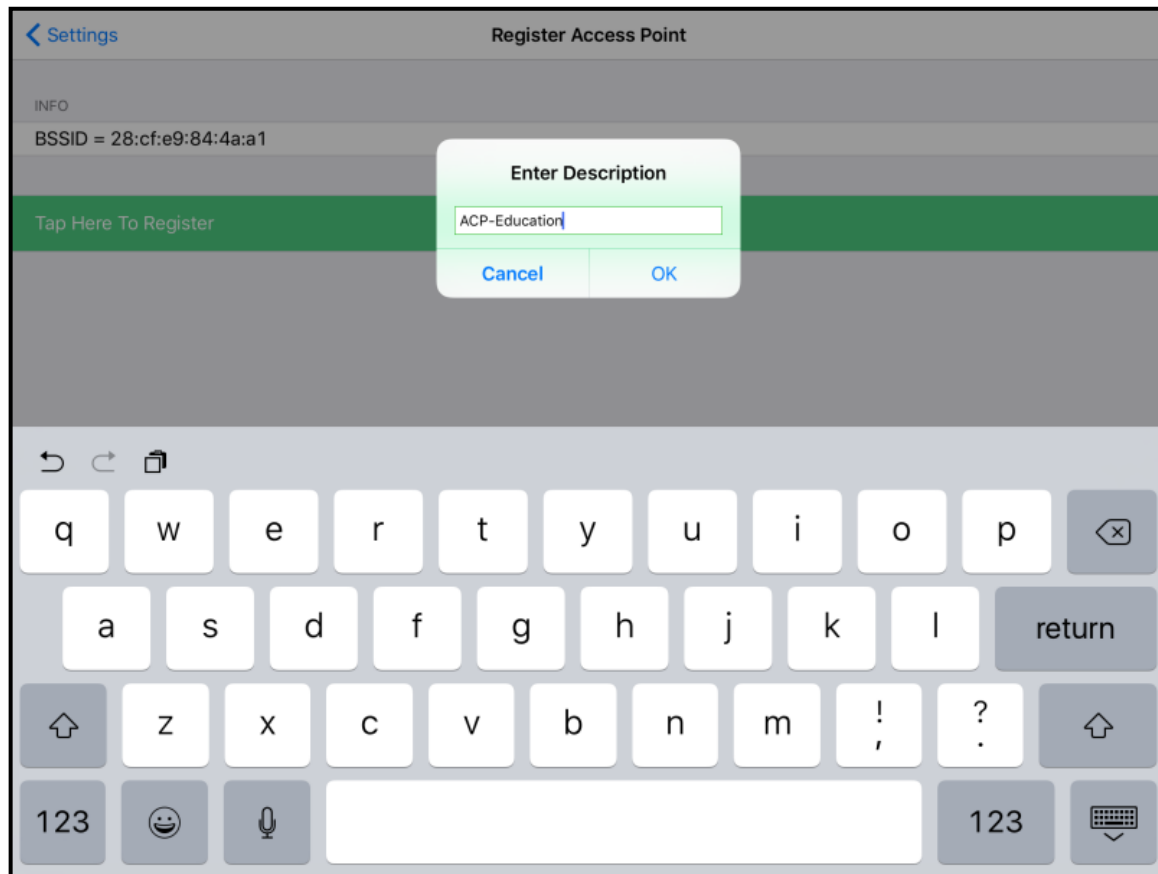 Settings
Register Access Point
INFO
BSSID = 28:cf:e9:84:4a:a1
Enter Description
ACP-Education
Tap Here To Register
Cancel OK
q w e r t y u i o p
a s d f g h j k l return
z x c v b n m ! , ? .
123 123